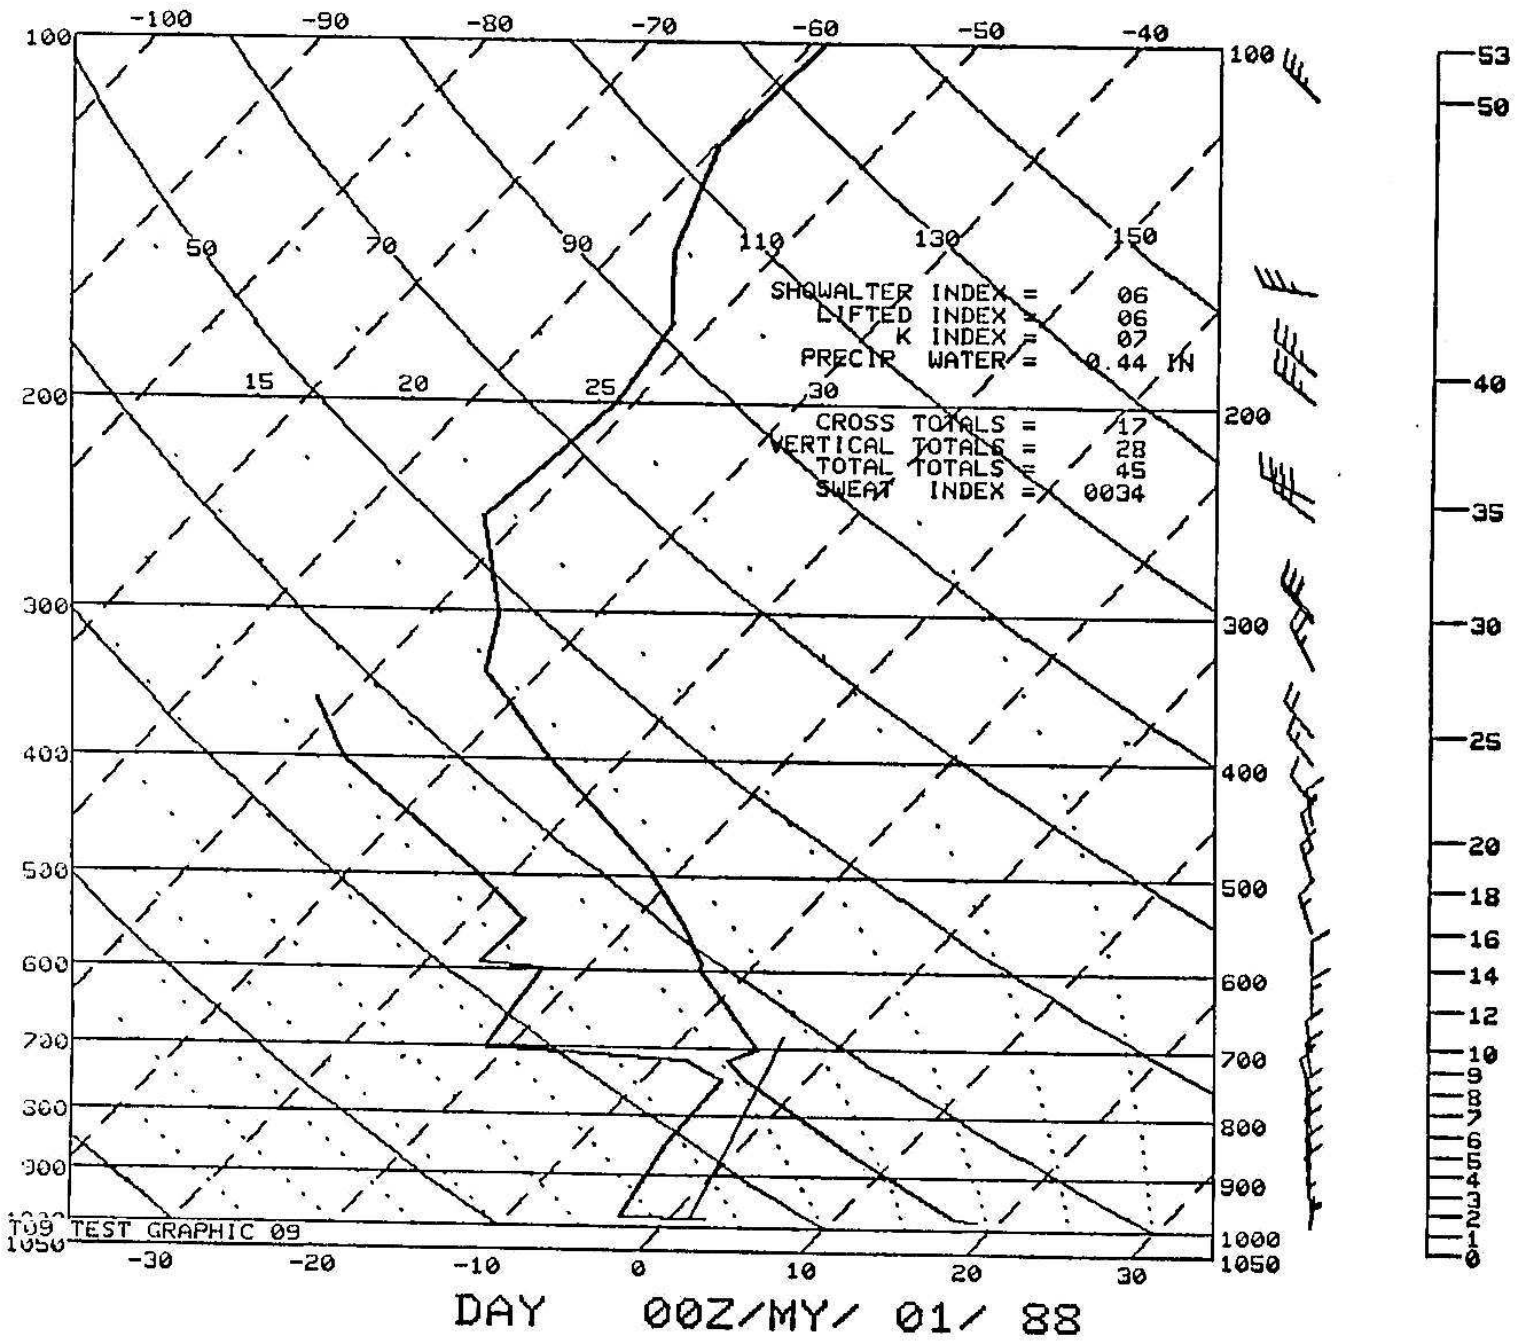 -100 -90 -80 -70 -60 -50 -40
100 100 53
50
50 70 90 110 130 150
SHOWALTER INDEX = 06
LIFTED INDEX = 06
K INDEX = 07
PRECIP WATER = 0.44 IN
200 15 20 25 30 200 40
CROSS TOTALS = 17
VERTICAL TOTALS = 28
TOTAL TOTALS = 45
SWEAT INDEX = 0034
35
300 300 30
25
400 400
20
500 500
18
16
600 600 14
12
700 700 10
9
8
800 800 7
6
5
900 900 4
3
2
T09 TEST GRAPHIC 09
1050 1000 1
1050 0
-30 -20 -10 0 10 20 30
DAY 00Z/MY/ 01/ 88